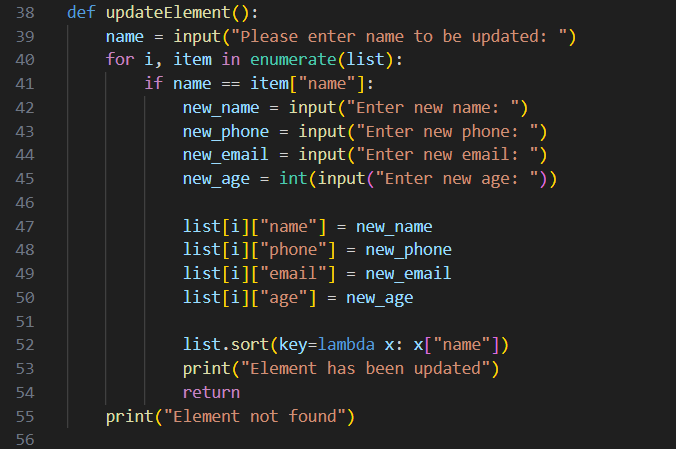 38 def updateElement():
39     name = input("Please enter name to be updated: ")
40     for i, item in enumerate(list):
41         if name == item["name"]:
42             new_name = input("Enter new name: ")
43             new_phone = input("Enter new phone: ")
44             new_email = input("Enter new email: ")
45             new_age = int(input("Enter new age: "))
46
47             list[i]["name"] = new_name
48             list[i]["phone"] = new_phone
49             list[i]["email"] = new_email
50             list[i]["age"] = new_age
51
52             list.sort(key=lambda x: x["name"])
53             print("Element has been updated")
54             return
55     print("Element not found")
56